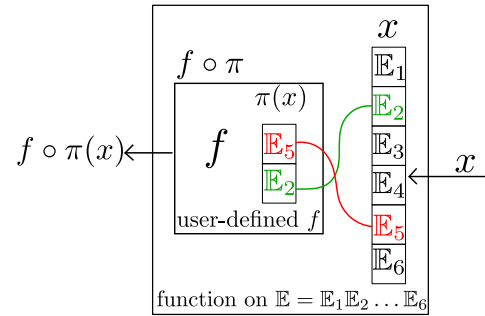 x
f ∘ π
𝔼₁
π(x)
𝔼₂
f
𝔼₅
𝔼₃
f ∘ π(x)
x
𝔼₂
𝔼₄
user-defined f
𝔼₅
𝔼₆
function on 𝔼 = 𝔼₁𝔼₂ … 𝔼₆